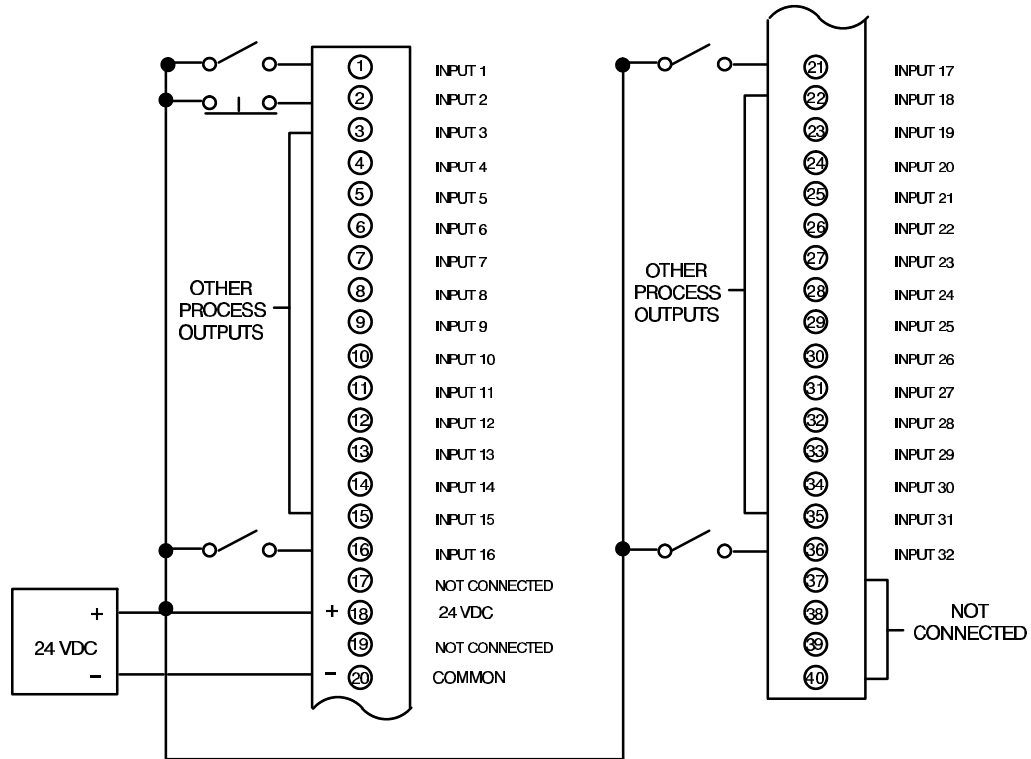 1 INPUT 1
2 INPUT 2
3 INPUT 3
4 INPUT 4
5 INPUT 5
6 INPUT 6
7 INPUT 7
OTHER
PROCESS
OUTPUTS
8 INPUT 8
9 INPUT 9
10 INPUT 10
11 INPUT 11
12 INPUT 12
13 INPUT 13
14 INPUT 14
15 INPUT 15
16 INPUT 16
17 NOT CONNECTED
+ 18 24 VDC
19 NOT CONNECTED
- 20 COMMON
+
24 VDC
-
21 INPUT 17
22 INPUT 18
23 INPUT 19
24 INPUT 20
25 INPUT 21
26 INPUT 22
27 INPUT 23
OTHER
PROCESS
OUTPUTS
28 INPUT 24
29 INPUT 25
30 INPUT 26
31 INPUT 27
32 INPUT 28
33 INPUT 29
34 INPUT 30
35 INPUT 31
36 INPUT 32
37
38
39
40
NOT
CONNECTED